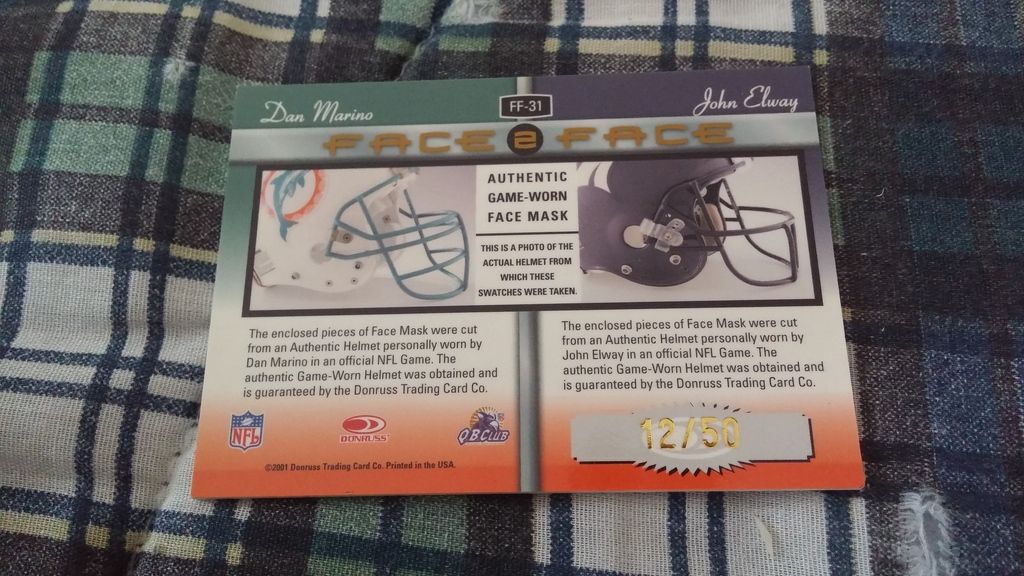 Dan Marino
FF-31
John Elway
FACE 2 FACE
AUTHENTIC
GAME-WORN
FACE MASK
THIS IS A PHOTO OF THE
ACTUAL HELMET FROM
WHICH THESE
SWATCHES WERE TAKEN.
The enclosed pieces of Face Mask were cut
from an Authentic Helmet personally worn by
Dan Marino in an official NFL Game. The
authentic Game-Worn Helmet was obtained and
is guaranteed by the Donruss Trading Card Co.
The enclosed pieces of Face Mask were cut
from an Authentic Helmet personally worn by
John Elway in an official NFL Game. The
authentic Game-Worn Helmet was obtained and
is guaranteed by the Donruss Trading Card Co.
NFL
DONRUSS
QB CLUB
12/50
©2001 Donruss Trading Card Co. Printed in the USA.